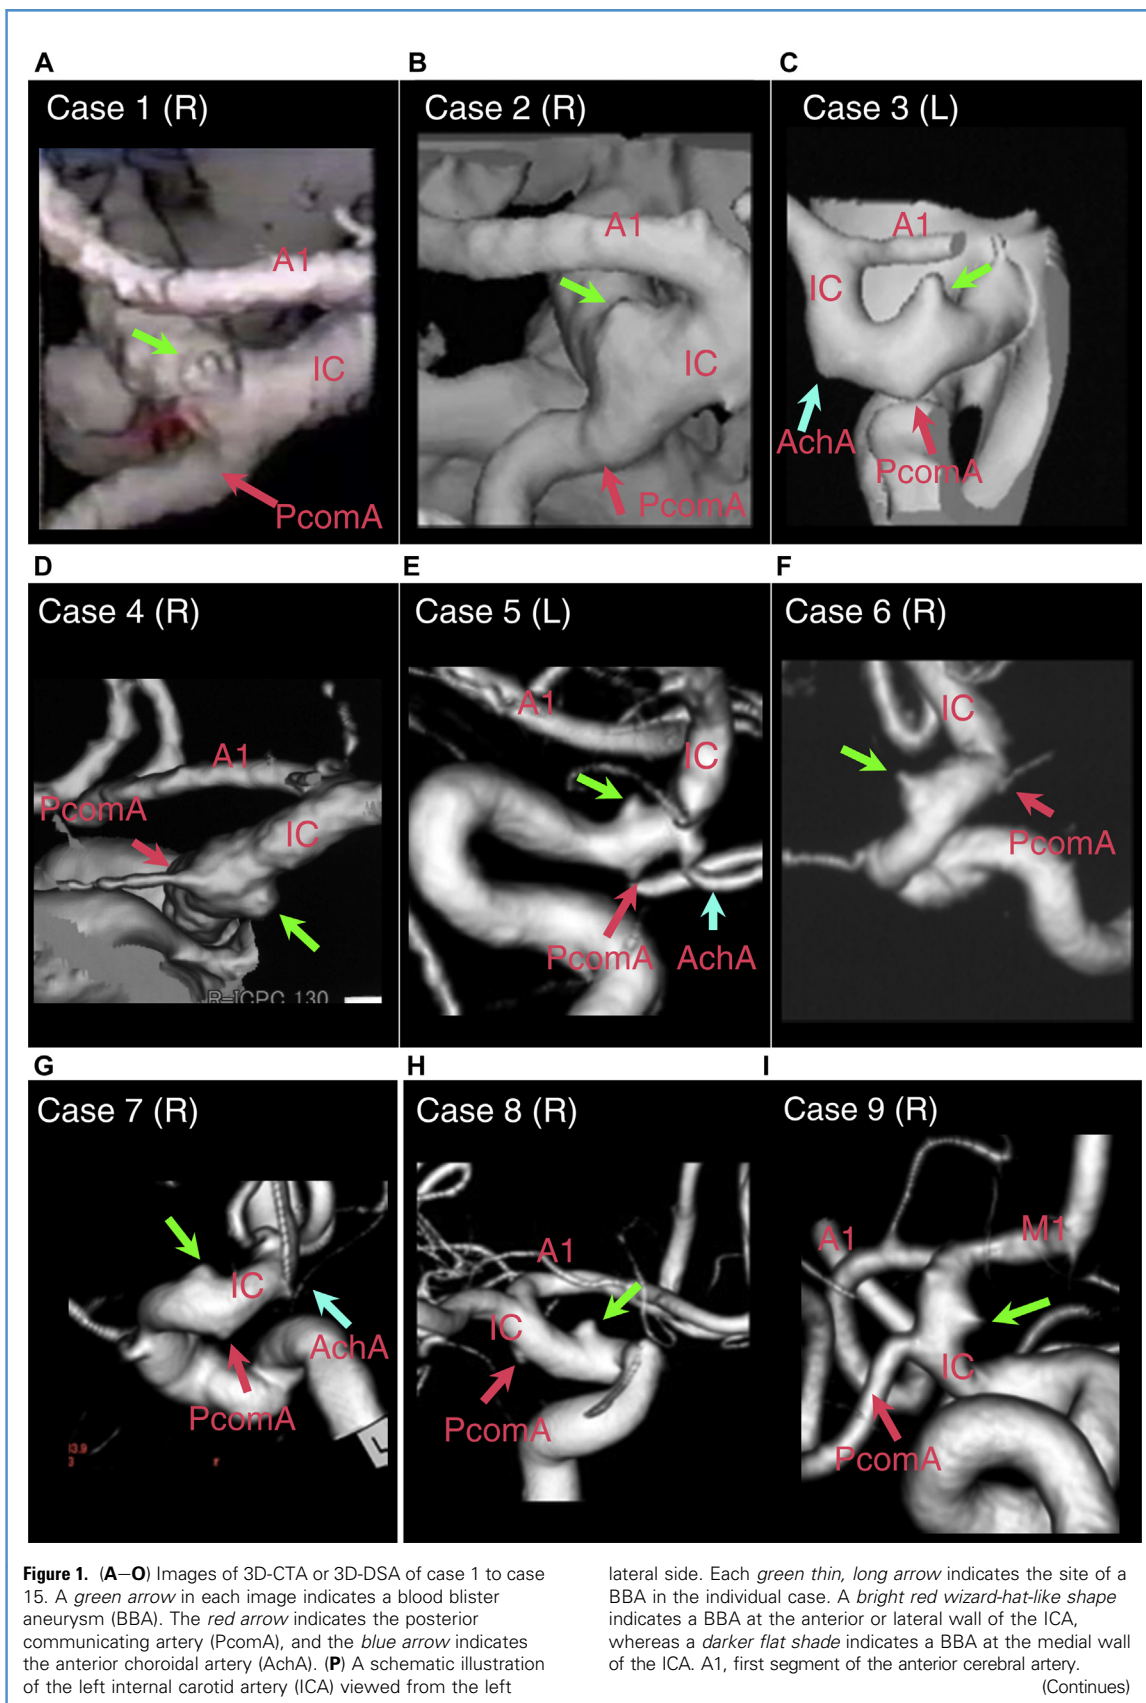 A
B
C
Case 1 (R)
Case 2 (R)
Case 3 (L)
A1
IC
PcomA
A1
IC
PcomA
A1
IC
AchA
PcomA
D
E
F
Case 4 (R)
Case 5 (L)
Case 6 (R)
A1
PcomA
IC
R-ICPC 130
A1
IC
PcomA
AchA
IC
PcomA
G
H
I
Case 7 (R)
Case 8 (R)
Case 9 (R)
IC
AchA
PcomA
L
r
A1
IC
PcomA
A1
M1
IC
PcomA
Figure 1. (A–O) Images of 3D-CTA or 3D-DSA of case 1 to case
15. A green arrow in each image indicates a blood blister
aneurysm (BBA). The red arrow indicates the posterior
communicating artery (PcomA), and the blue arrow indicates
the anterior choroidal artery (AchA). (P) A schematic illustration
of the left internal carotid artery (ICA) viewed from the left
lateral side. Each green thin, long arrow indicates the site of a
BBA in the individual case. A bright red wizard-hat-like shape
indicates a BBA at the anterior or lateral wall of the ICA,
whereas a darker flat shade indicates a BBA at the medial wall
of the ICA. A1, first segment of the anterior cerebral artery.
(Continues)